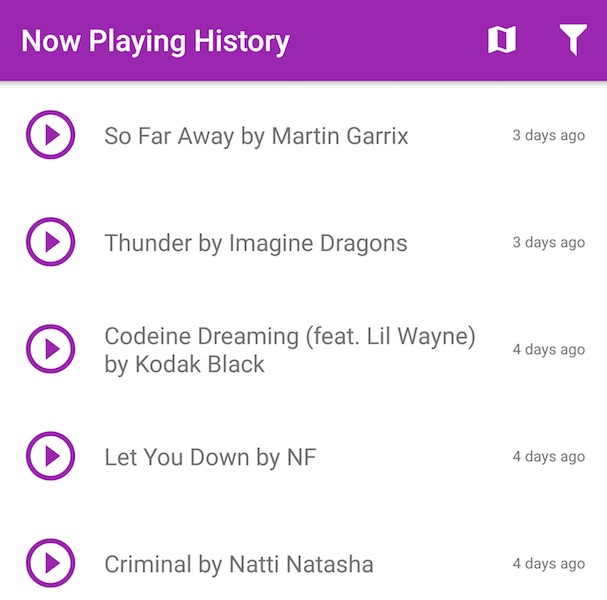 Now Playing History
So Far Away by Martin Garrix
3 days ago
Thunder by Imagine Dragons
3 days ago
Codeine Dreaming (feat. Lil Wayne)
by Kodak Black
4 days ago
Let You Down by NF
4 days ago
Criminal by Natti Natasha
4 days ago